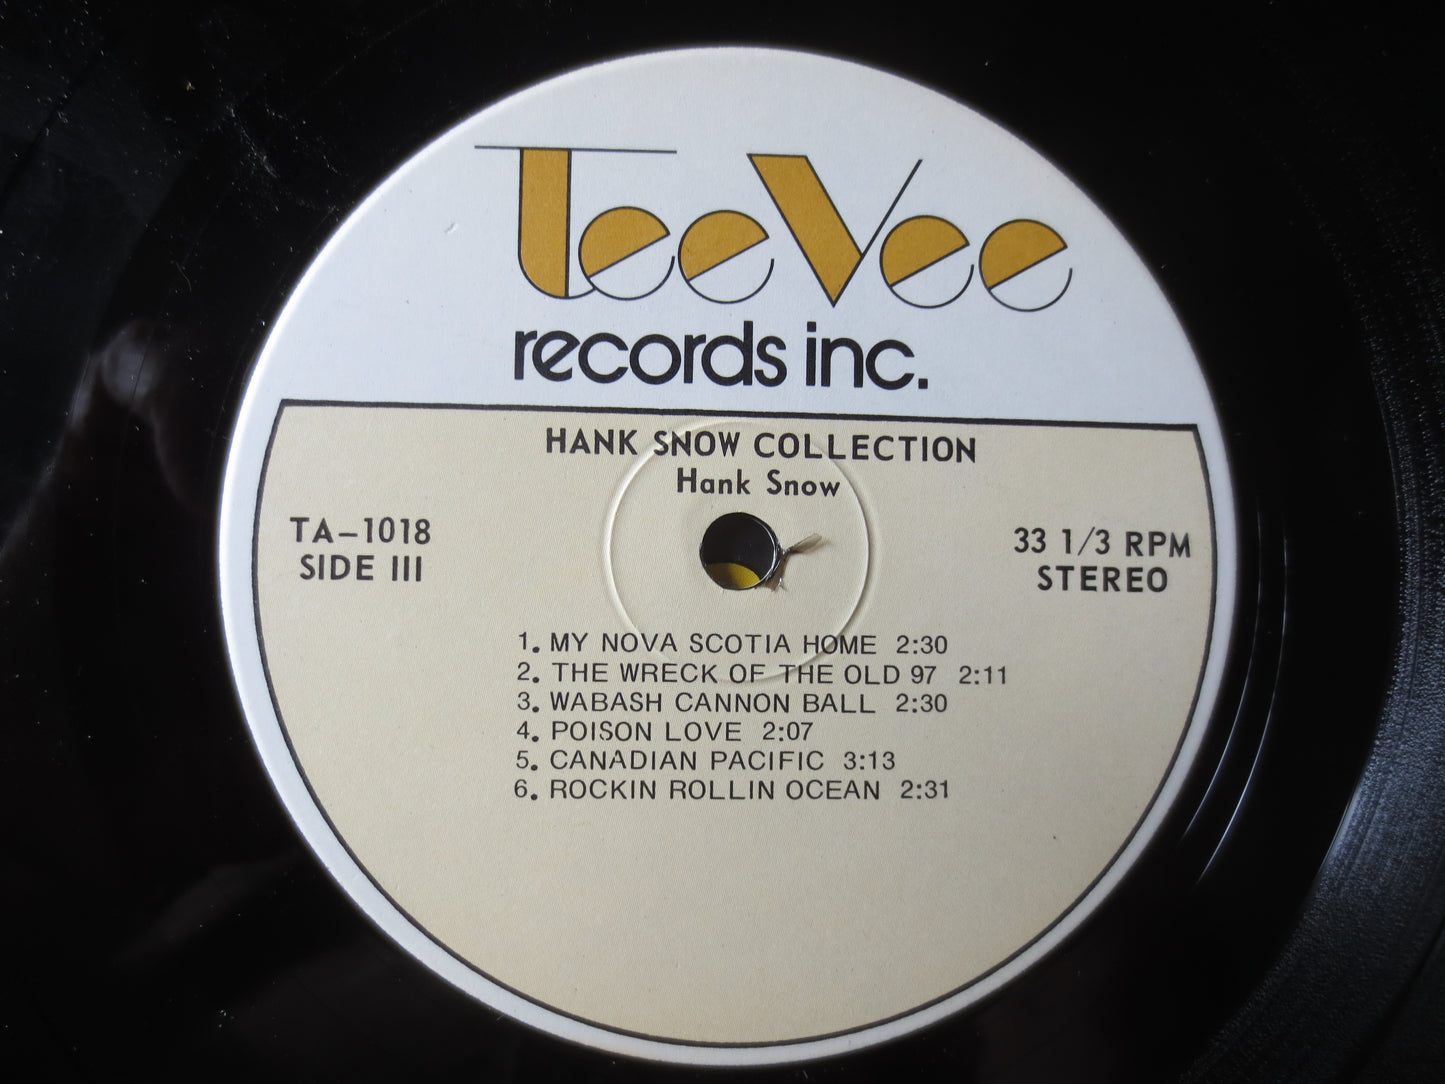 TeeVee
records inc.
HANK SNOW COLLECTION
Hank Snow
TA-1018
SIDE III
33 1/3 RPM
STEREO
1. MY NOVA SCOTIA HOME 2:30
2. THE WRECK OF THE OLD 97 2:11
3. WABASH CANNON BALL 2:30
4. POISON LOVE 2:07
5. CANADIAN PACIFIC 3:13
6. ROCKIN ROLLIN OCEAN 2:31